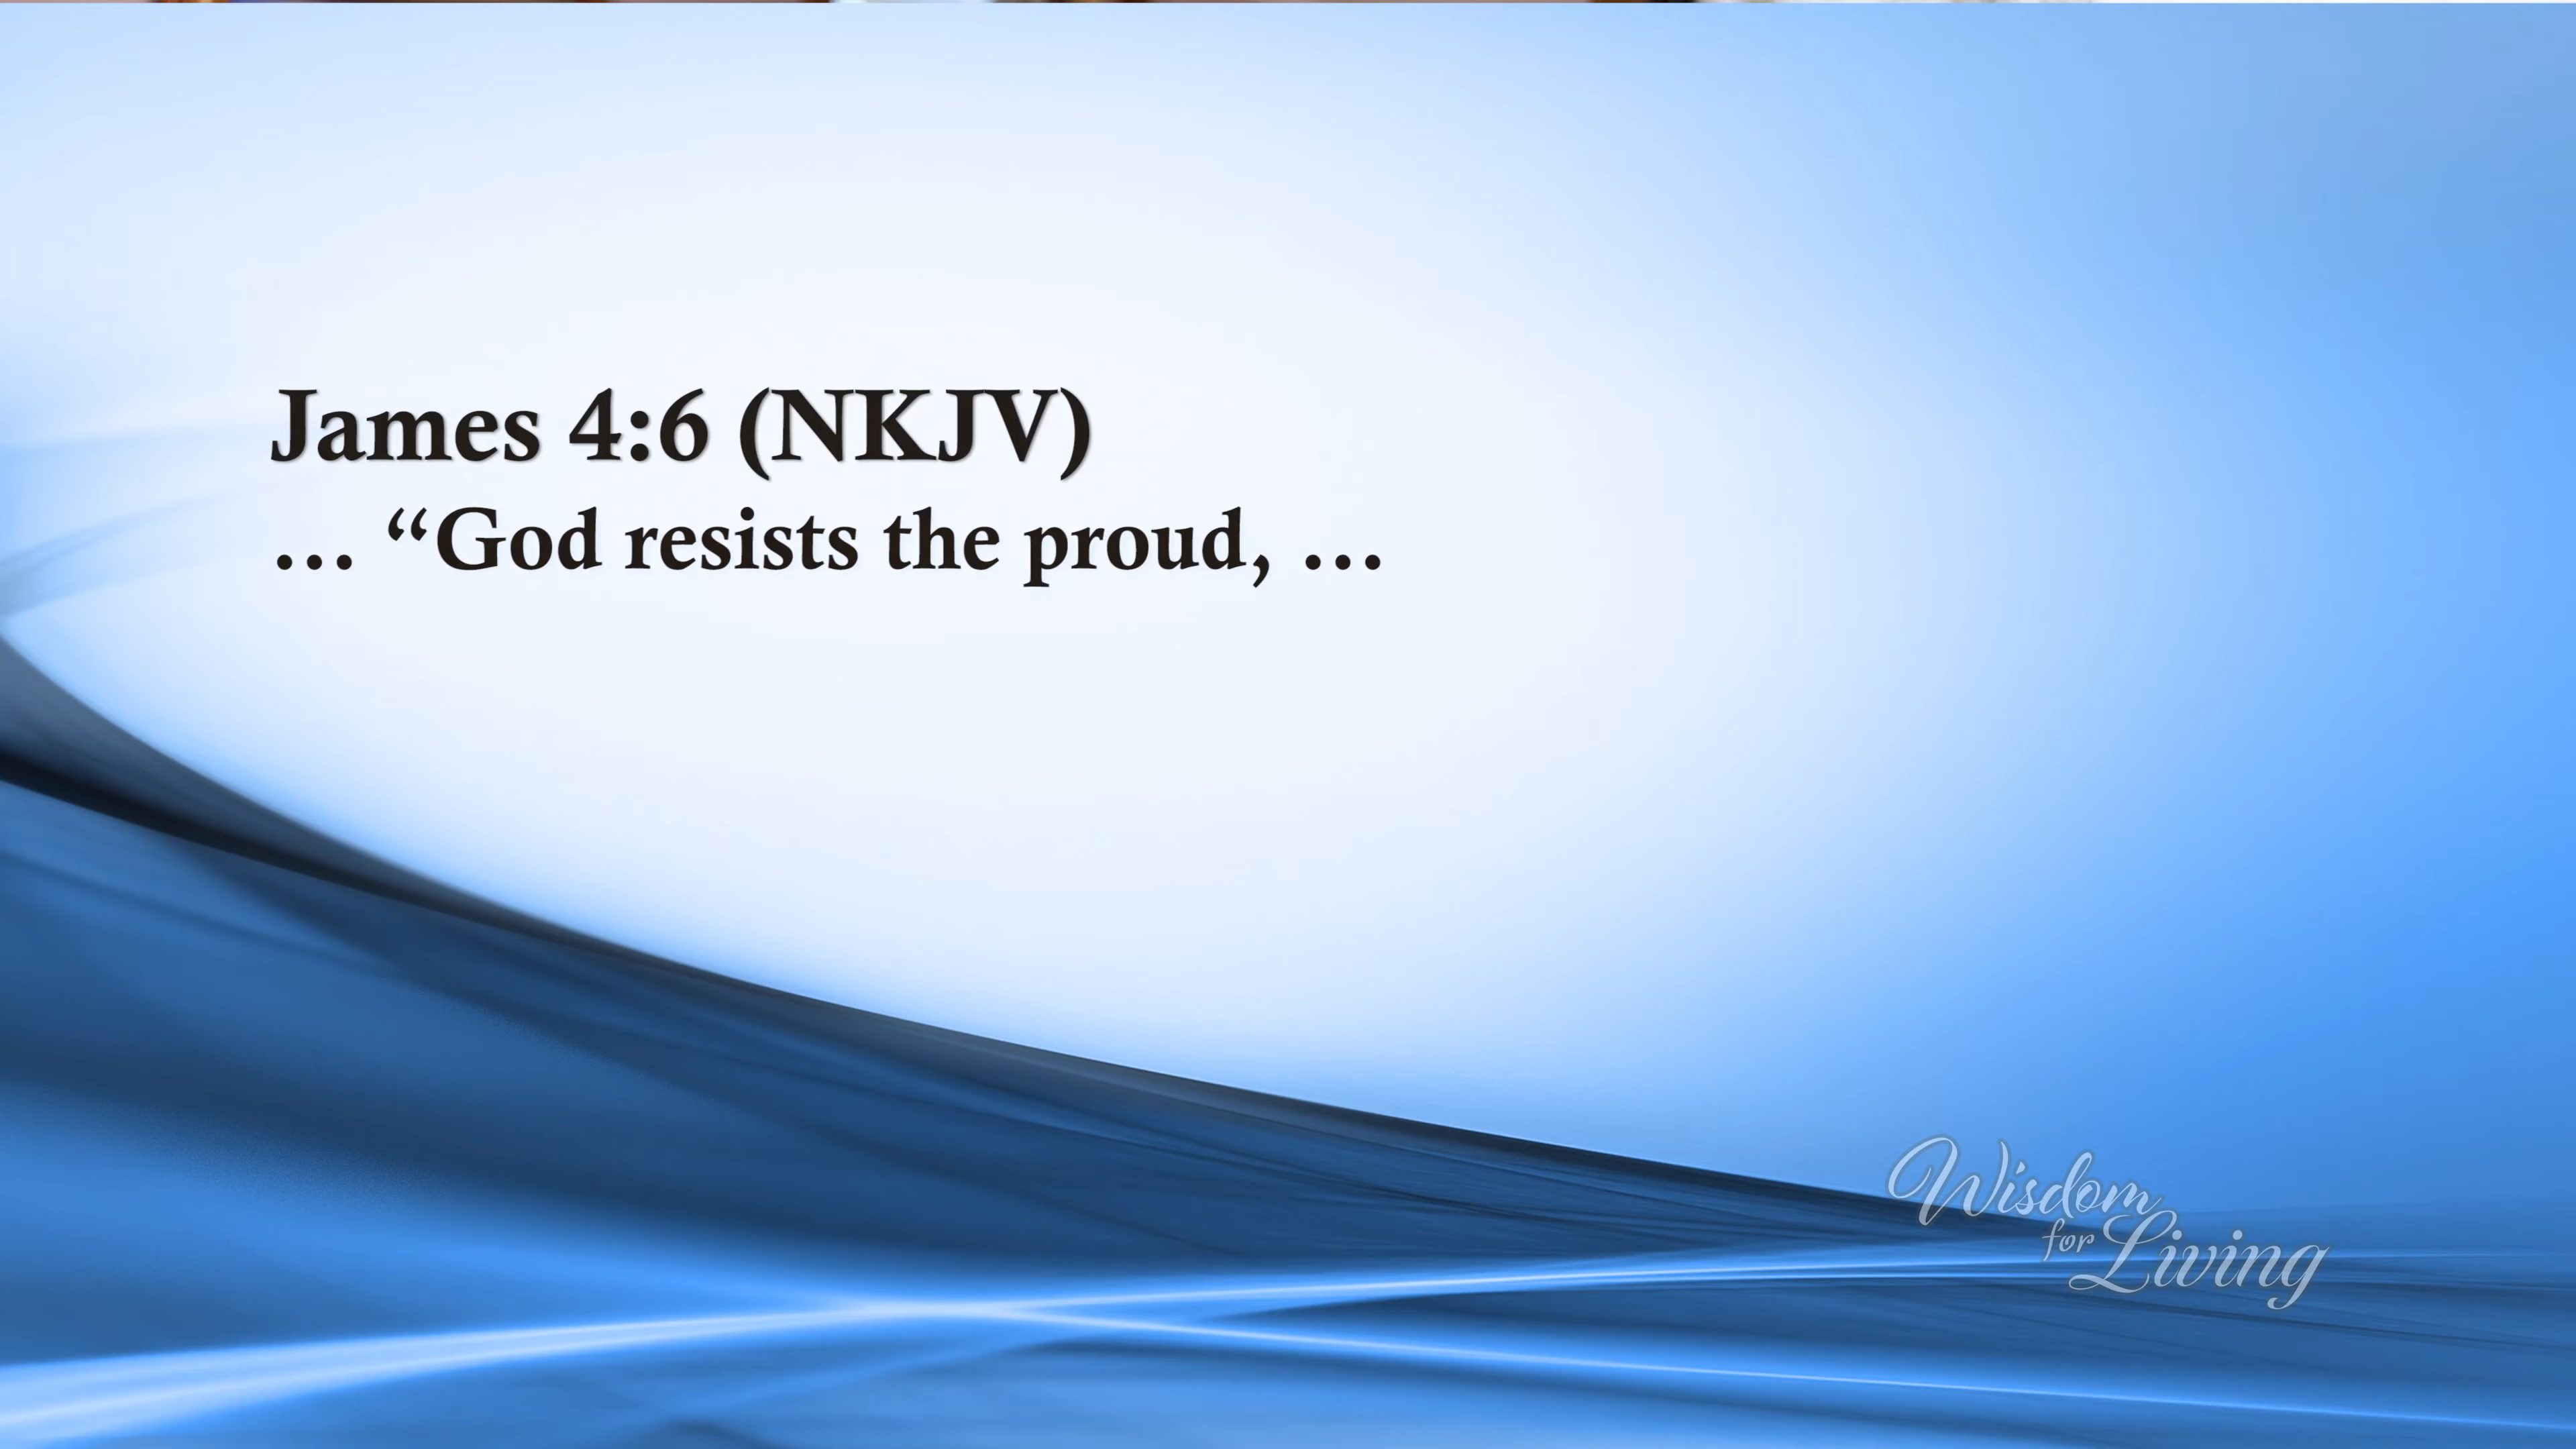 James 4:6 (NKJV)
… “God resists the proud, …
Wisdom
for Living